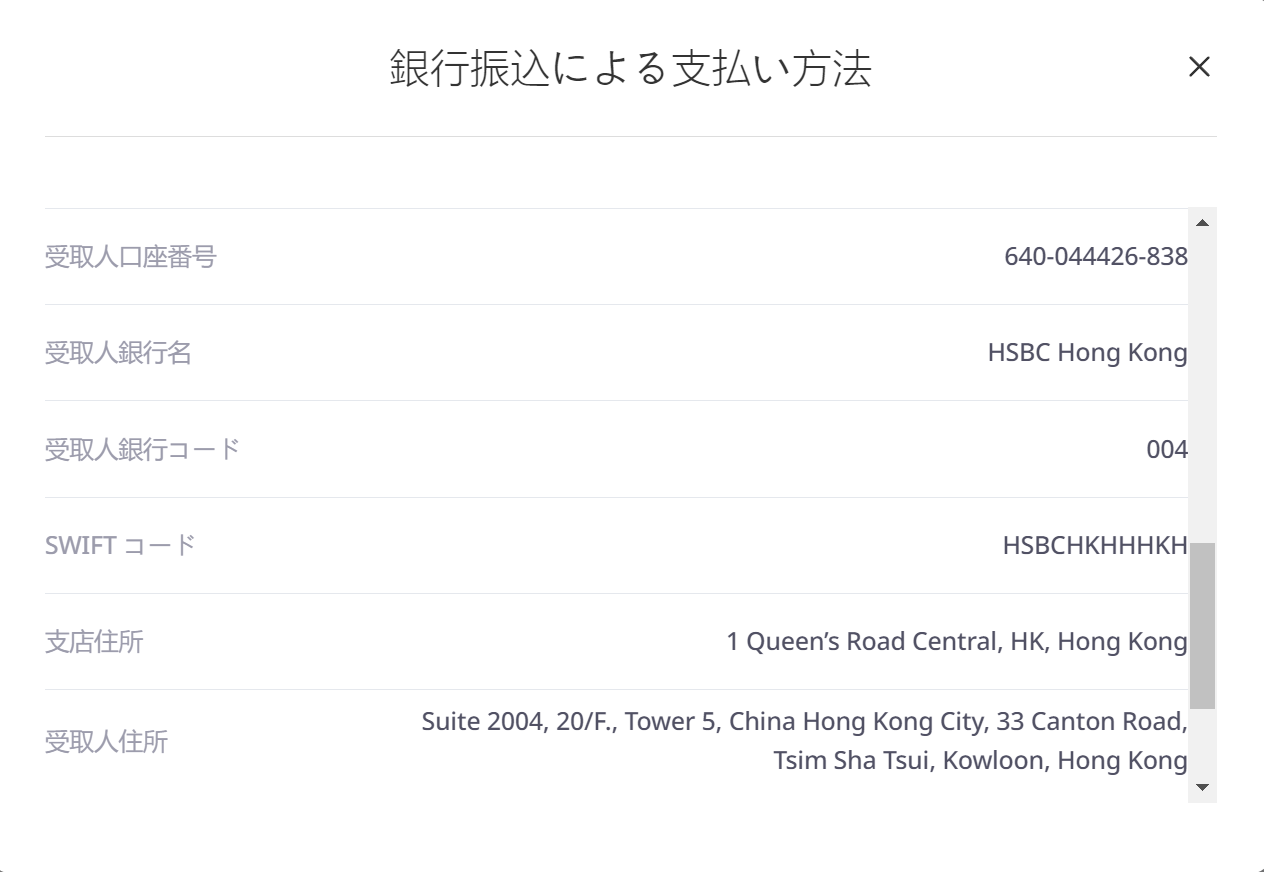 銀行振込による支払い方法
受取人口座番号 640-044426-838
受取人銀行名 HSBC Hong Kong
受取人銀行コード 004
SWIFT コード HSBCHKHHHKH
支店住所 1 Queen’s Road Central, HK, Hong Kong
受取人住所 Suite 2004, 20/F., Tower 5, China Hong Kong City, 33 Canton Road,
Tsim Sha Tsui, Kowloon, Hong Kong